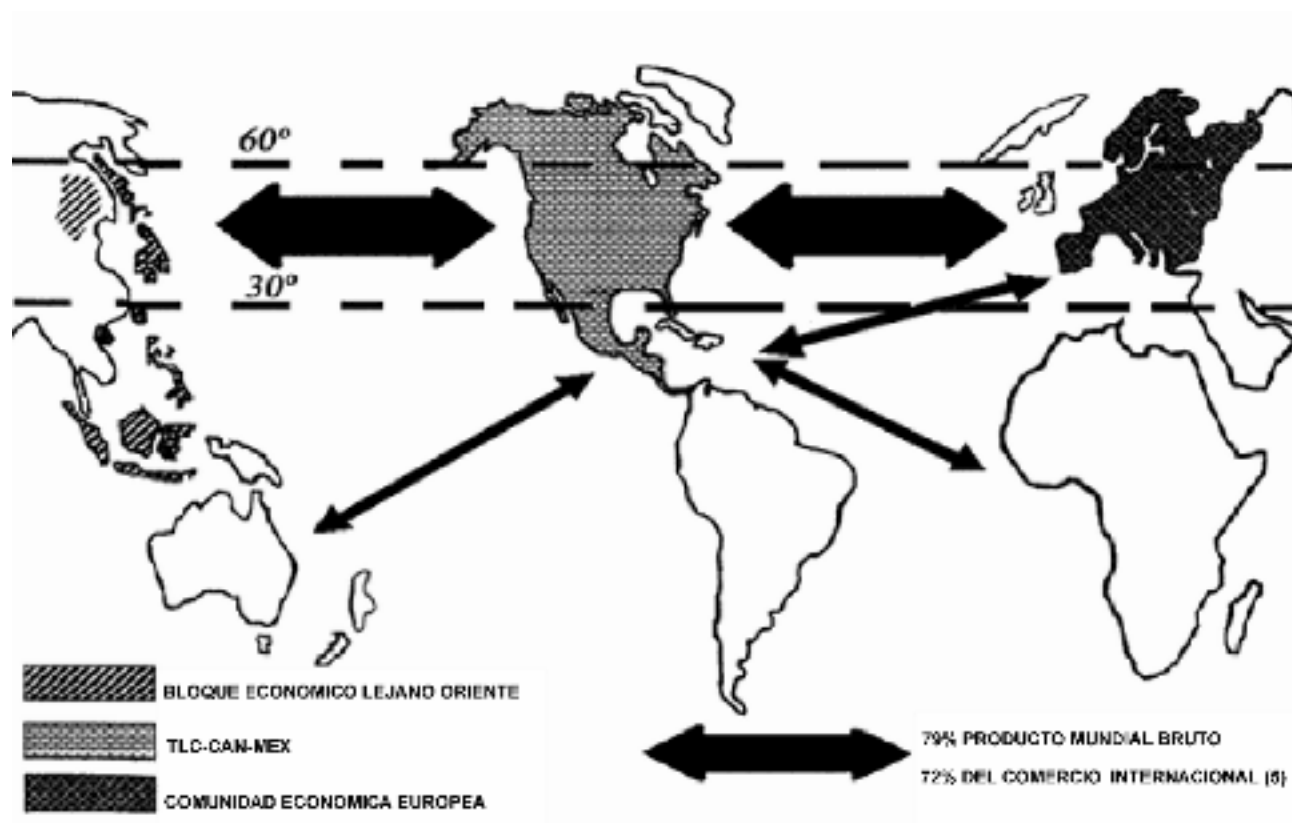 60º
30º
BLOQUE ECONOMICO LEJANO ORIENTE
TLC-CAN-MEX
COMUNIDAD ECONOMICA EUROPEA
79% PRODUCTO MUNDIAL BRUTO
72% DEL COMERCIO INTERNACIONAL (5)